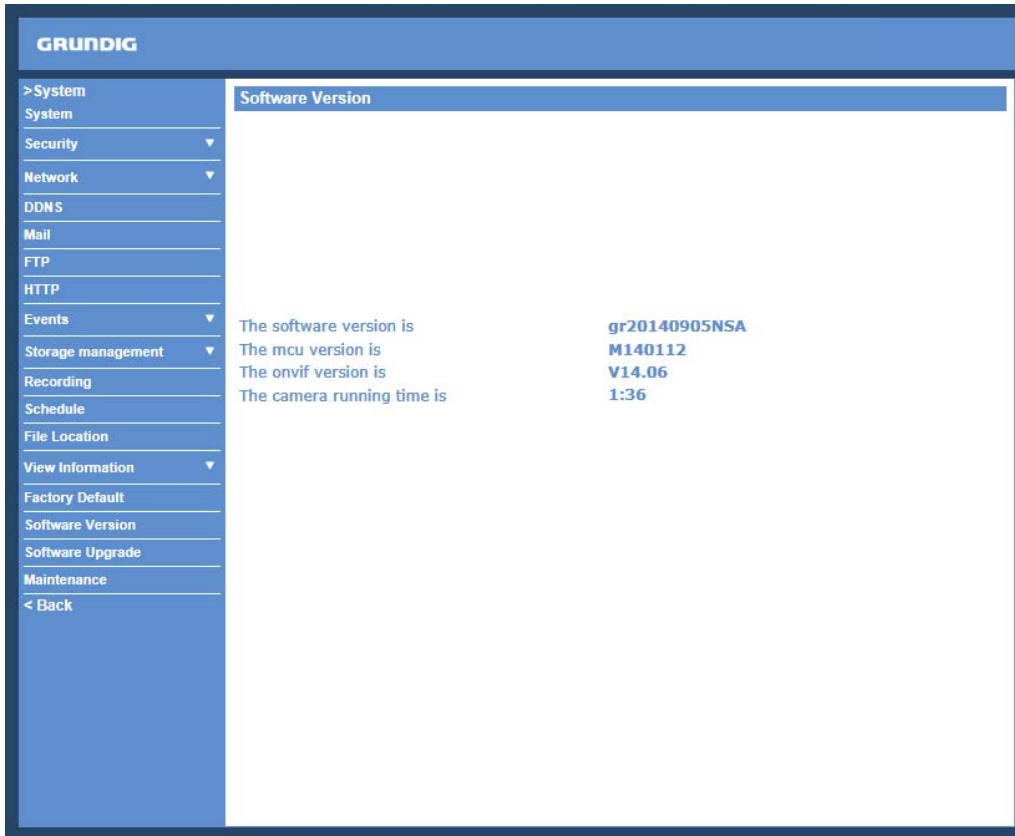 GRUNDIG
>System
System
Security
Network
DDNS
Mail
FTP
HTTP
Events
Storage management
Recording
Schedule
File Location
View Information
Factory Default
Software Version
Software Upgrade
Maintenance
< Back
Software Version
The software version is gr20140905NSA
The mcu version is M140112
The onvif version is V14.06
The camera running time is 1:36